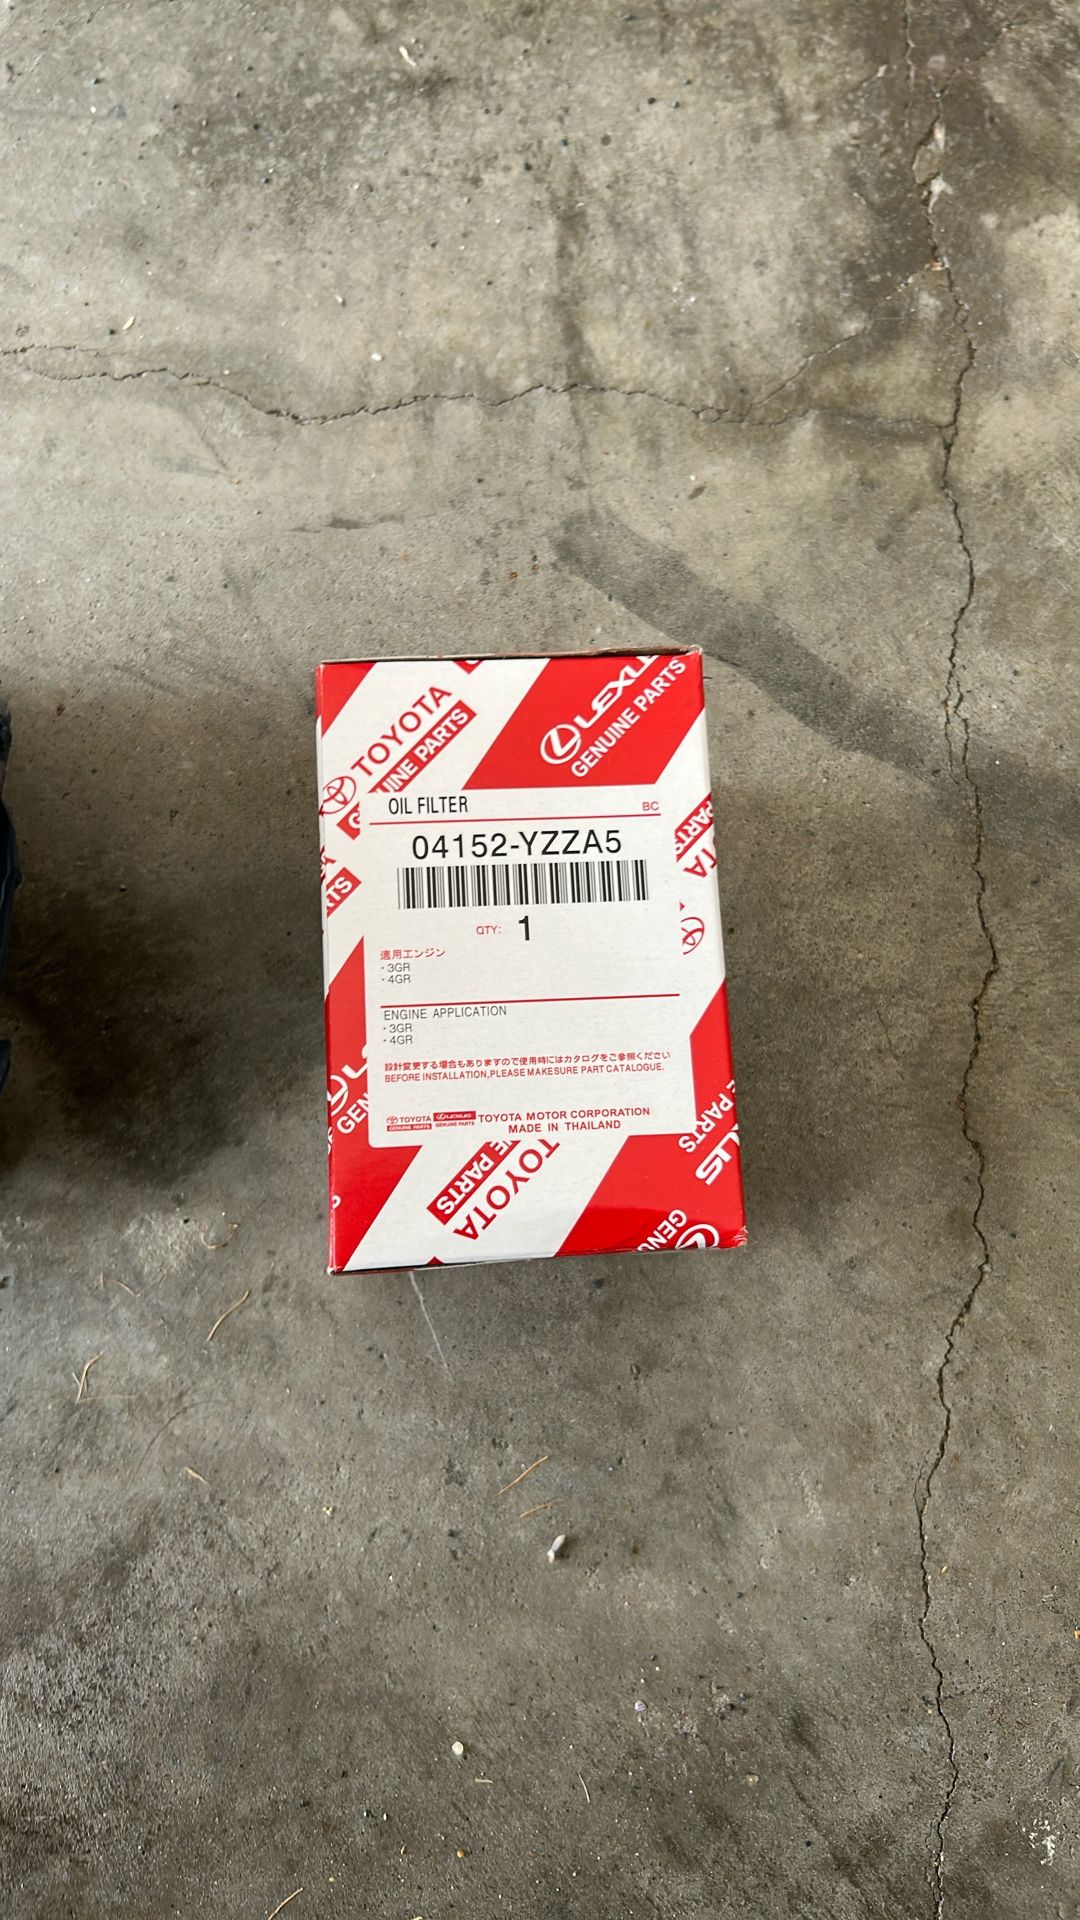 TOYOTA
GENUINE PARTS
LEXUS
GENUINE PARTS
OIL FILTER
BC
04152-YZZA5
QTY: 1
適用エンジン
・3GR
・4GR
ENGINE APPLICATION
・3GR
・4GR
設計変更する場合もありますので使用時にはカタログをご参照ください
BEFORE INSTALLATION,PLEASE MAKESURE PART CATALOGUE.
TOYOTA
GENUINE PARTS
LEXUS
GENUINE PARTS
TOYOTA MOTOR CORPORATION
MADE IN THAILAND
TOYOTA
PARTS